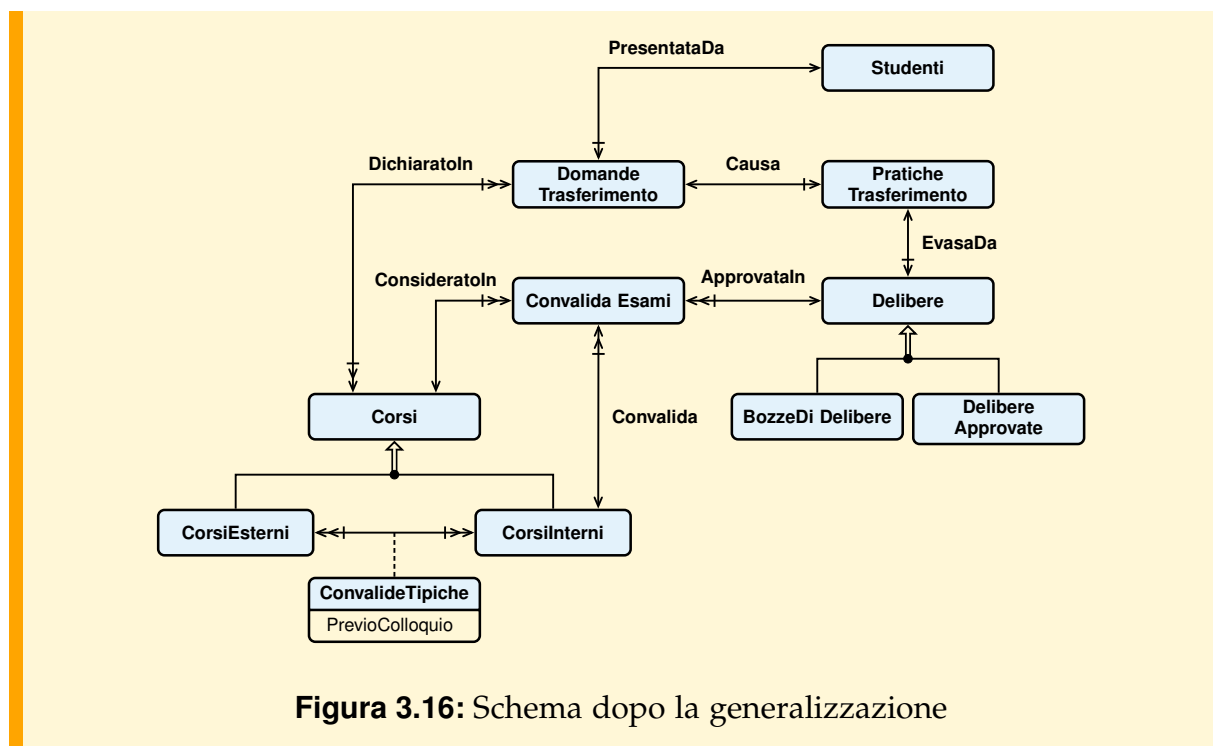 PresentataDa
Studenti
DichiaratoIn
Domande
Trasferimento
Causa
Pratiche
Trasferimento
EvasaDa
ConsideratoIn
Convalida Esami
ApprovataIn
Delibere
Corsi
Convalida
BozzeDi Delibere
Delibere
Approvate
CorsiEsterni
CorsiInterni
ConvalideTipiche
PrevioColloquio
Figura 3.16: Schema dopo la generalizzazione